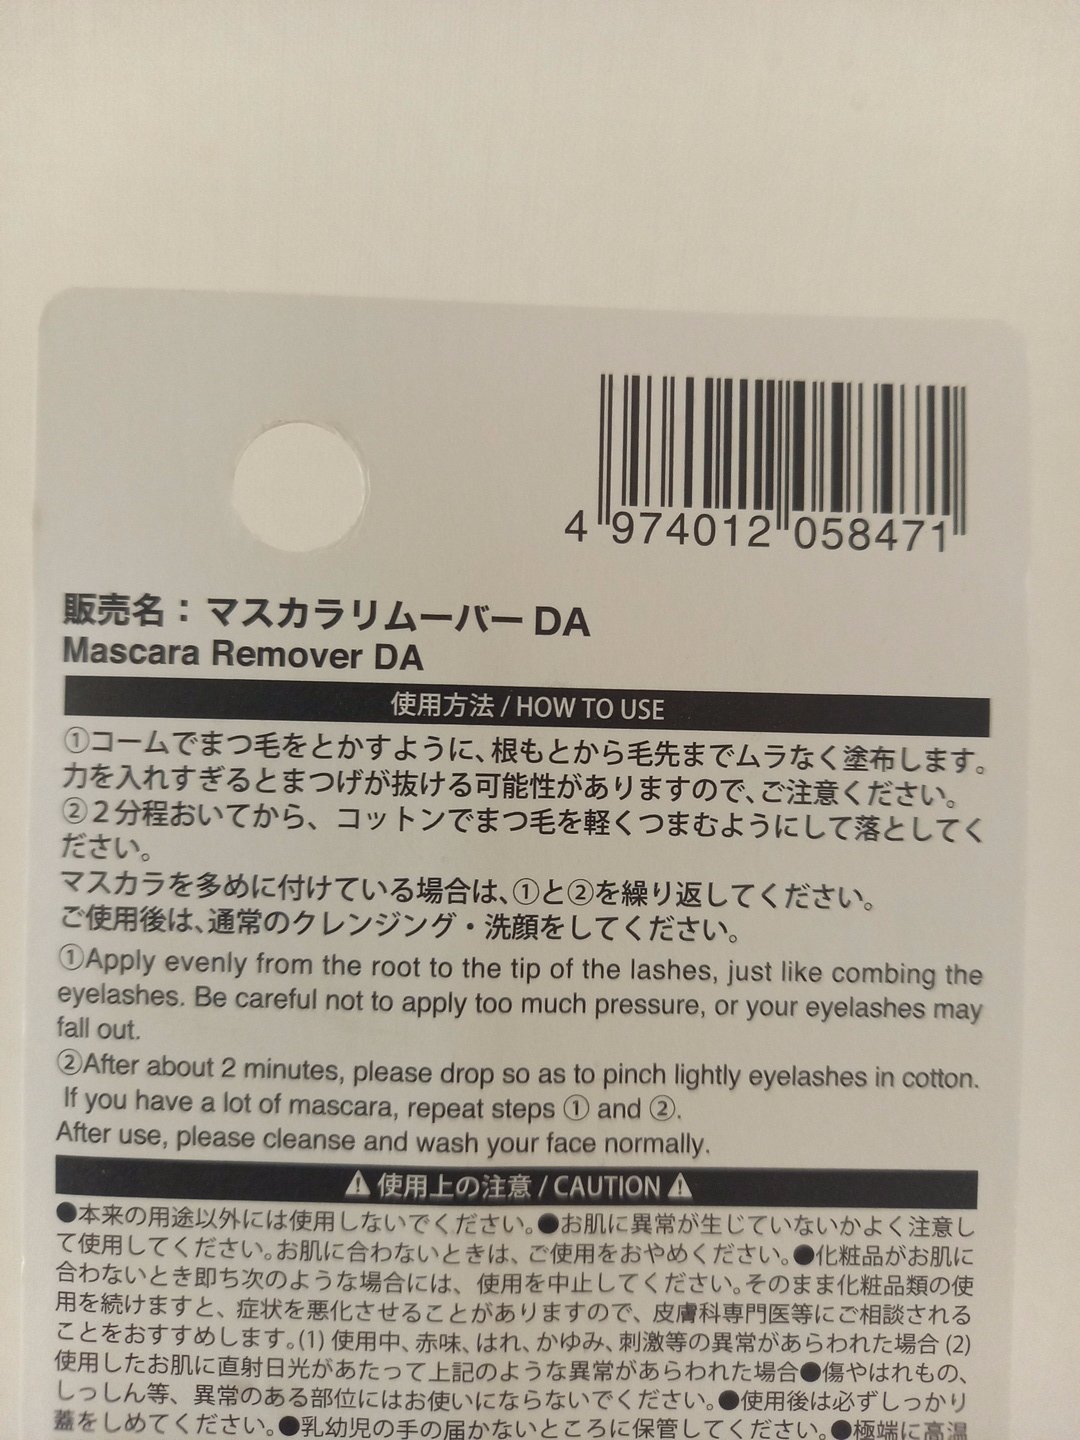 4 974012 058471
販売名：マスカラリムーバーDA
Mascara Remover DA
使用方法 / HOW TO USE
①コームでまつ毛をとかすように、根もとから毛先までムラなく塗布します。
力を入れすぎるとまつげが抜ける可能性がありますので、ご注意ください。
②２分程おいてから、コットンでまつ毛を軽くつまむようにして落としてく
ださい。
マスカラを多めに付けている場合は、①と②を繰り返してください。
ご使用後は、通常のクレンジング・洗顔をしてください。
①Apply evenly from the root to the tip of the lashes, just like combing the
eyelashes. Be careful not to apply too much pressure, or your eyelashes may
fall out.
②After about 2 minutes, please drop so as to pinch lightly eyelashes in cotton.
If you have a lot of mascara, repeat steps ① and ②.
After use, please cleanse and wash your face normally.
⚠ 使用上の注意 / CAUTION ⚠
●本来の用途以外には使用しないでください。●お肌に異常が生じていないかよく注意し
て使用してください。お肌に合わないときは、ご使用をおやめください。●化粧品がお肌に
合わないとき即ち次のような場合には、使用を中止してください。そのまま化粧品類の使
用を続けますと、症状を悪化させることがありますので、皮膚科専門医等にご相談される
ことをおすすめします。(1) 使用中、赤味、はれ、かゆみ、刺激等の異常があらわれた場合 (2)
使用したお肌に直射日光があたって上記のような異常があらわれた場合●傷やはれもの、
しっしん等、異常のある部位にはお使いにならないでください。●使用後は必ずしっかり
蓋をしめてください。●乳幼児の手の届かないところに保管してください。●極端に高温